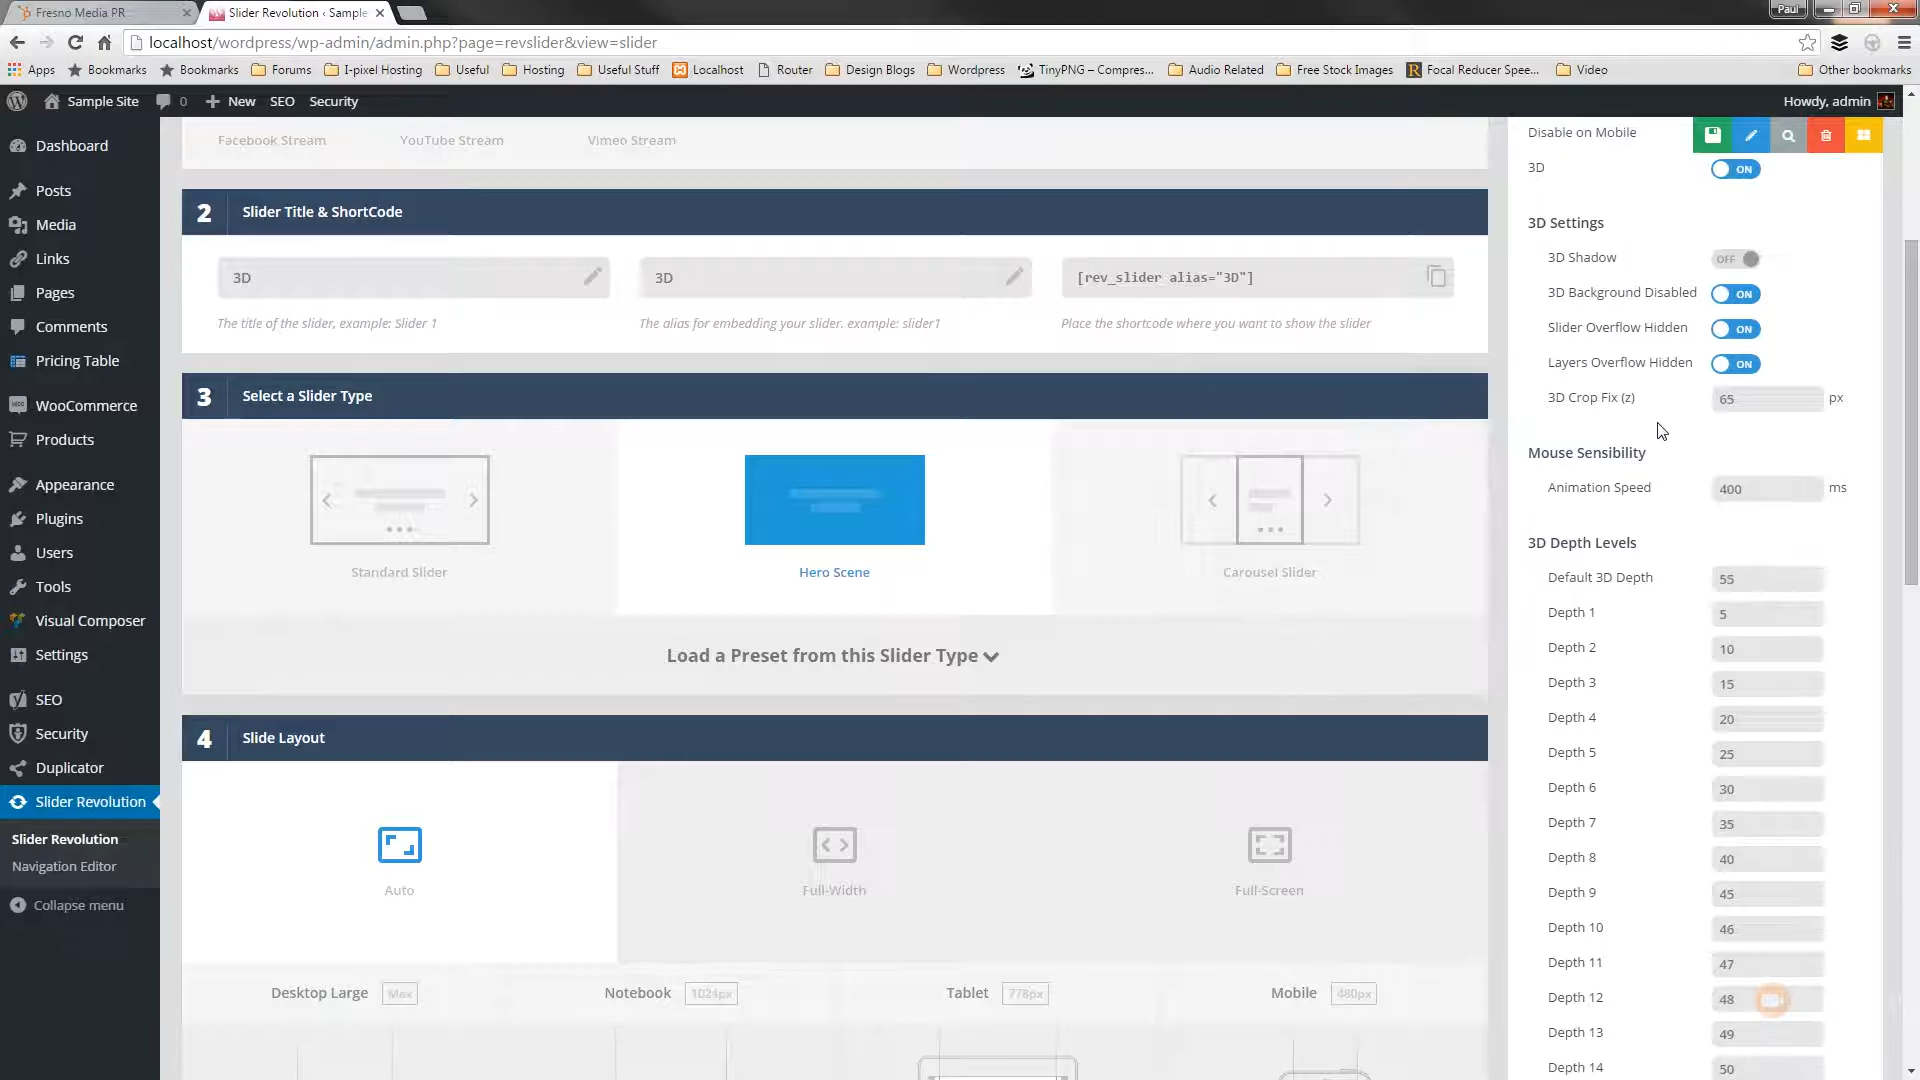 Fresno Media PR
Slider Revolution ‹ Sample
Paul
localhost/wordpress/wp-admin/admin.php?page=revslider&view=slider
Apps
Bookmarks
Bookmarks
Forums
I-pixel Hosting
Useful
Hosting
Useful Stuff
Localhost
Router
Design Blogs
Wordpress
TinyPNG – Compres...
Audio Related
Free Stock Images
Focal Reducer Spee...
Video
Other bookmarks
Sample Site
0
New
SEO
Security
Howdy, admin
Dashboard
Posts
Media
Links
Pages
Comments
Pricing Table
WooCommerce
Products
Appearance
Plugins
Users
Tools
Visual Composer
Settings
SEO
Security
Duplicator
Slider Revolution
Slider Revolution
Navigation Editor
Collapse menu
Facebook Stream
YouTube Stream
Vimeo Stream
2 Slider Title & ShortCode
3D
3D
[rev_slider alias="3D"]
The title of the slider, example: Slider 1
The alias for embedding your slider. example: slider1
Place the shortcode where you want to show the slider
3 Select a Slider Type
Standard Slider
Hero Scene
Carousel Slider
Load a Preset from this Slider Type
4 Slide Layout
Auto
Full-Width
Full-Screen
Desktop Large Max
Notebook 1024px
Tablet 778px
Mobile 480px
Disable on Mobile
3D ON
3D Settings
3D Shadow OFF
3D Background Disabled ON
Slider Overflow Hidden ON
Layers Overflow Hidden ON
3D Crop Fix (z) 65 px
Mouse Sensibility
Animation Speed 400 ms
3D Depth Levels
Default 3D Depth 55
Depth 1 5
Depth 2 10
Depth 3 15
Depth 4 20
Depth 5 25
Depth 6 30
Depth 7 35
Depth 8 40
Depth 9 45
Depth 10 46
Depth 11 47
Depth 12 48
Depth 13 49
Depth 14 50